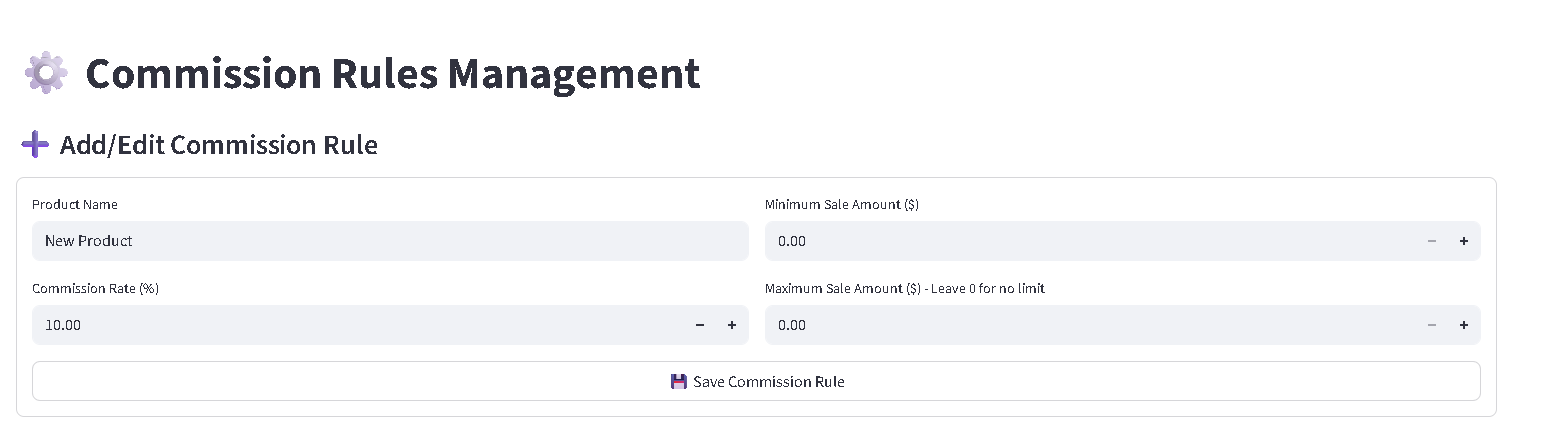 Commission Rules Management
Add/Edit Commission Rule
Product Name
New Product
Minimum Sale Amount ($)
0.00
Commission Rate (%)
10.00
Maximum Sale Amount ($) - Leave 0 for no limit
0.00
Save Commission Rule